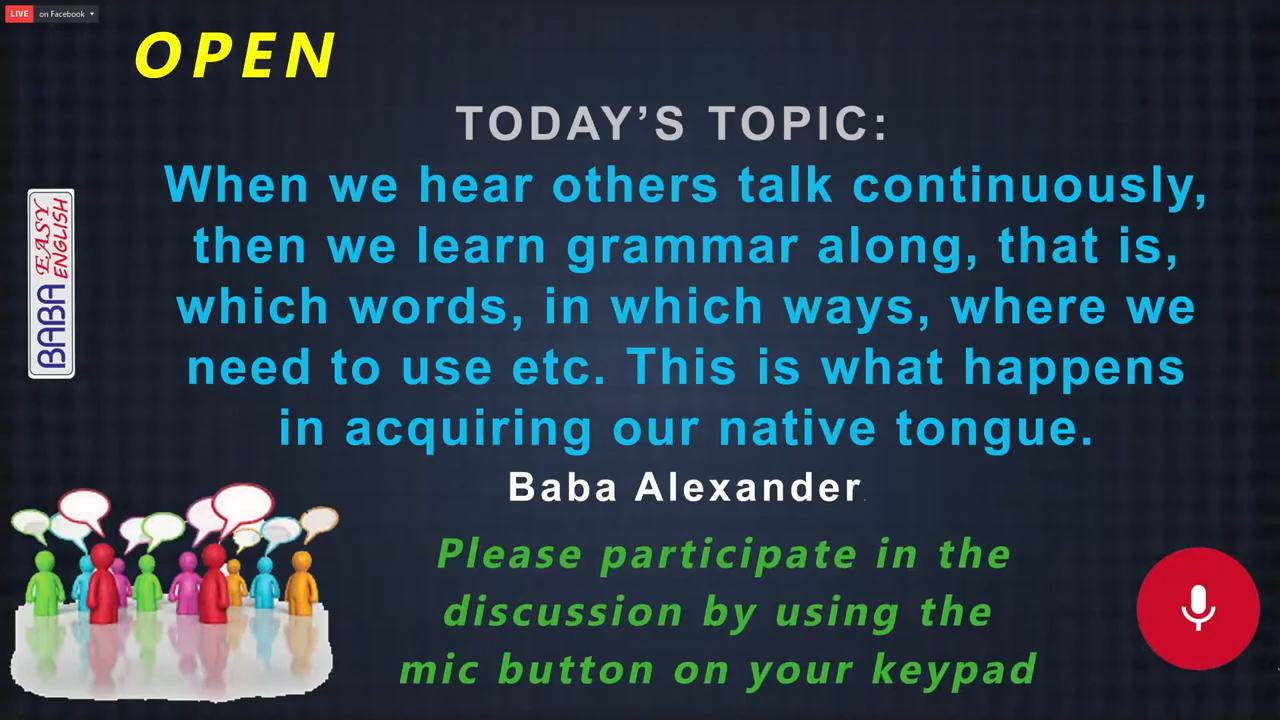 LIVE on Facebook
OPEN
TODAY’S TOPIC:
When we hear others talk continuously,
then we learn grammar along, that is,
which words, in which ways, where we
need to use etc. This is what happens
in acquiring our native tongue.
Baba Alexander
BABA EASY ENGLISH
Please participate in the
discussion by using the
mic button on your keypad